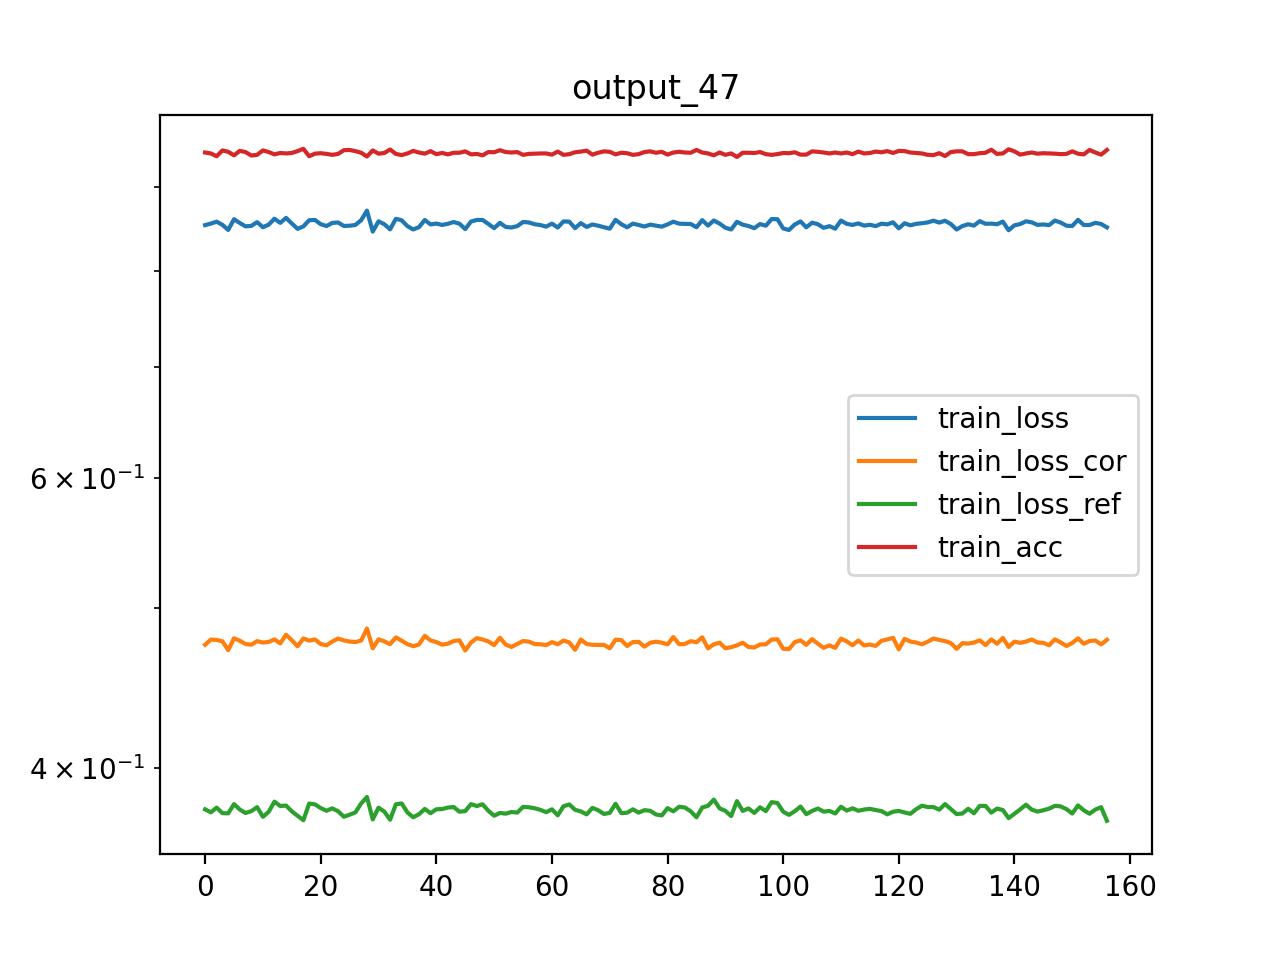 output_47
6 × 10⁻¹
4 × 10⁻¹
train_loss
train_loss_cor
train_loss_ref
train_acc
0 20 40 60 80 100 120 140 160